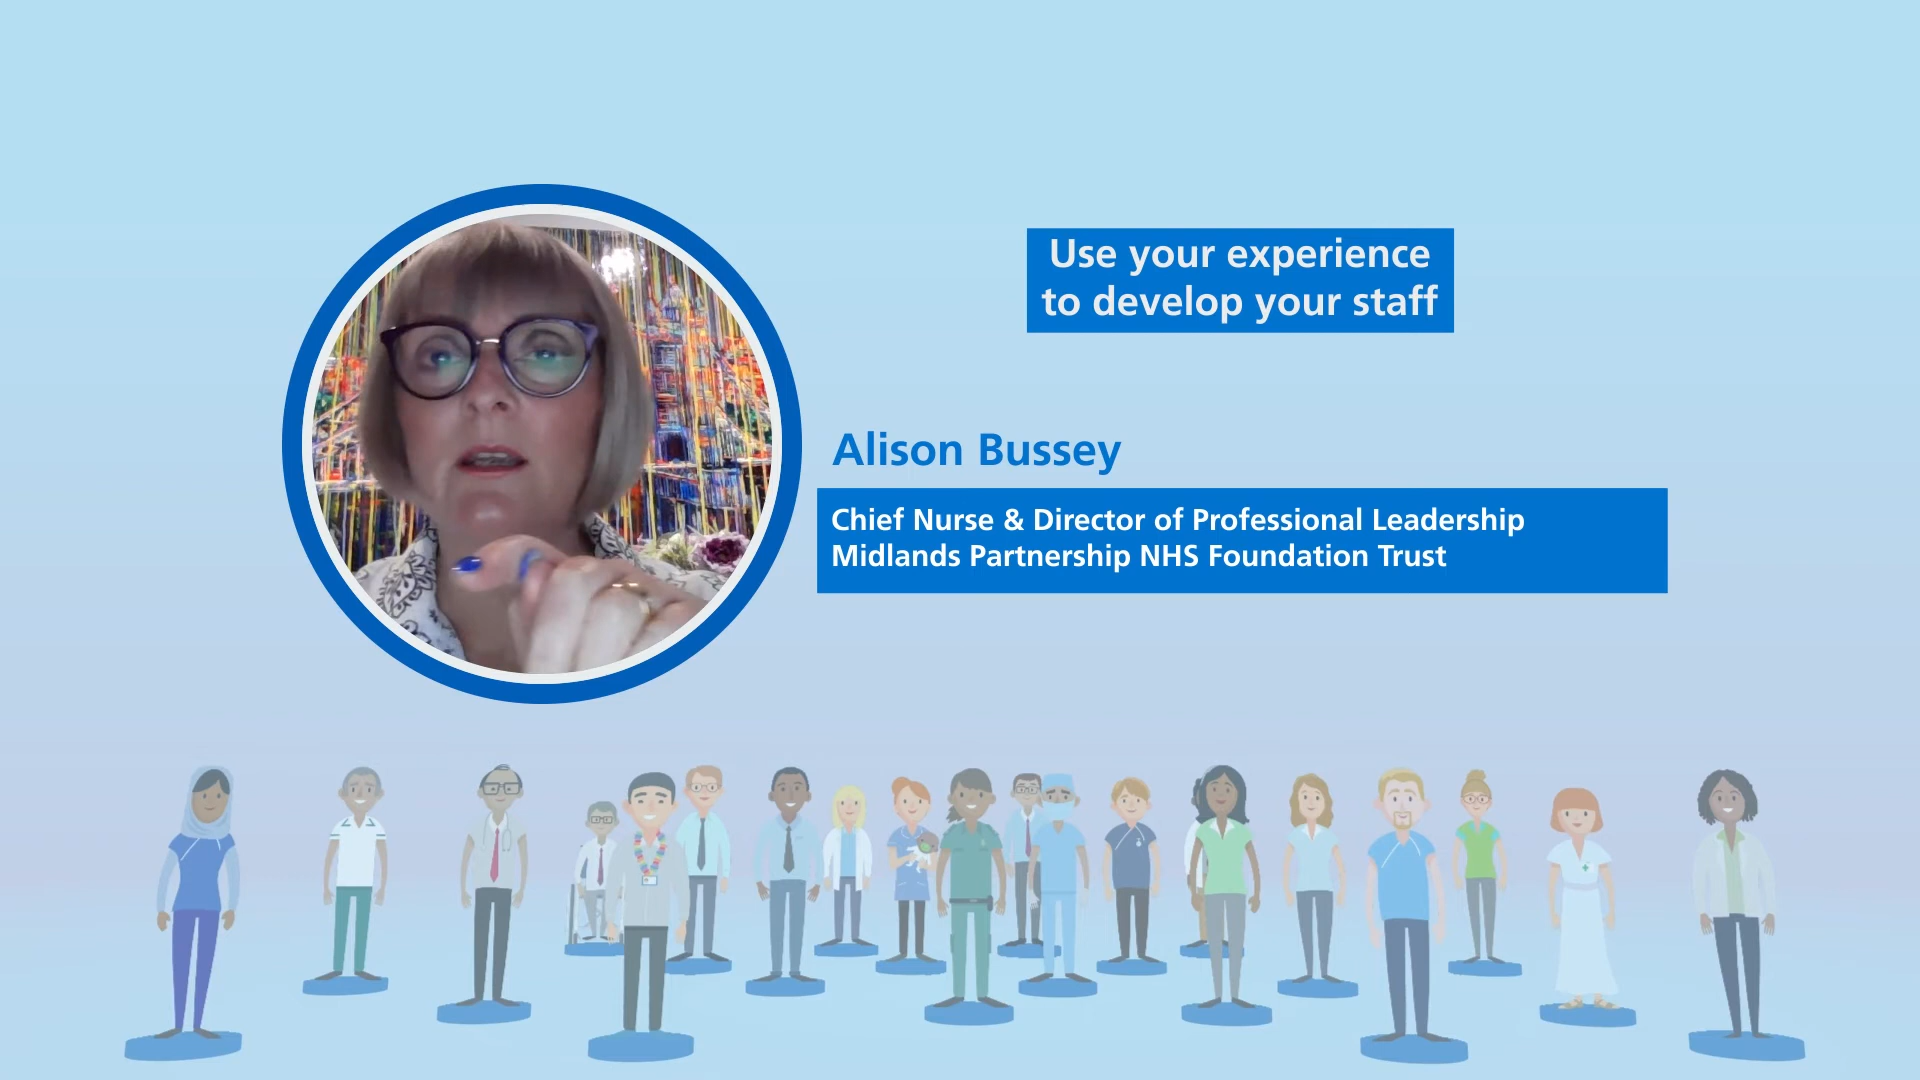 Use your experience
to develop your staff
Alison Bussey
Chief Nurse & Director of Professional Leadership
Midlands Partnership NHS Foundation Trust